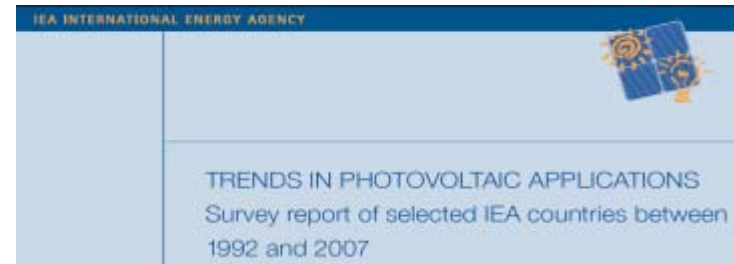 IEA INTERNATIONAL ENERGY AGENCY
TRENDS IN PHOTOVOLTAIC APPLICATIONS
Survey report of selected IEA countries between
1992 and 2007